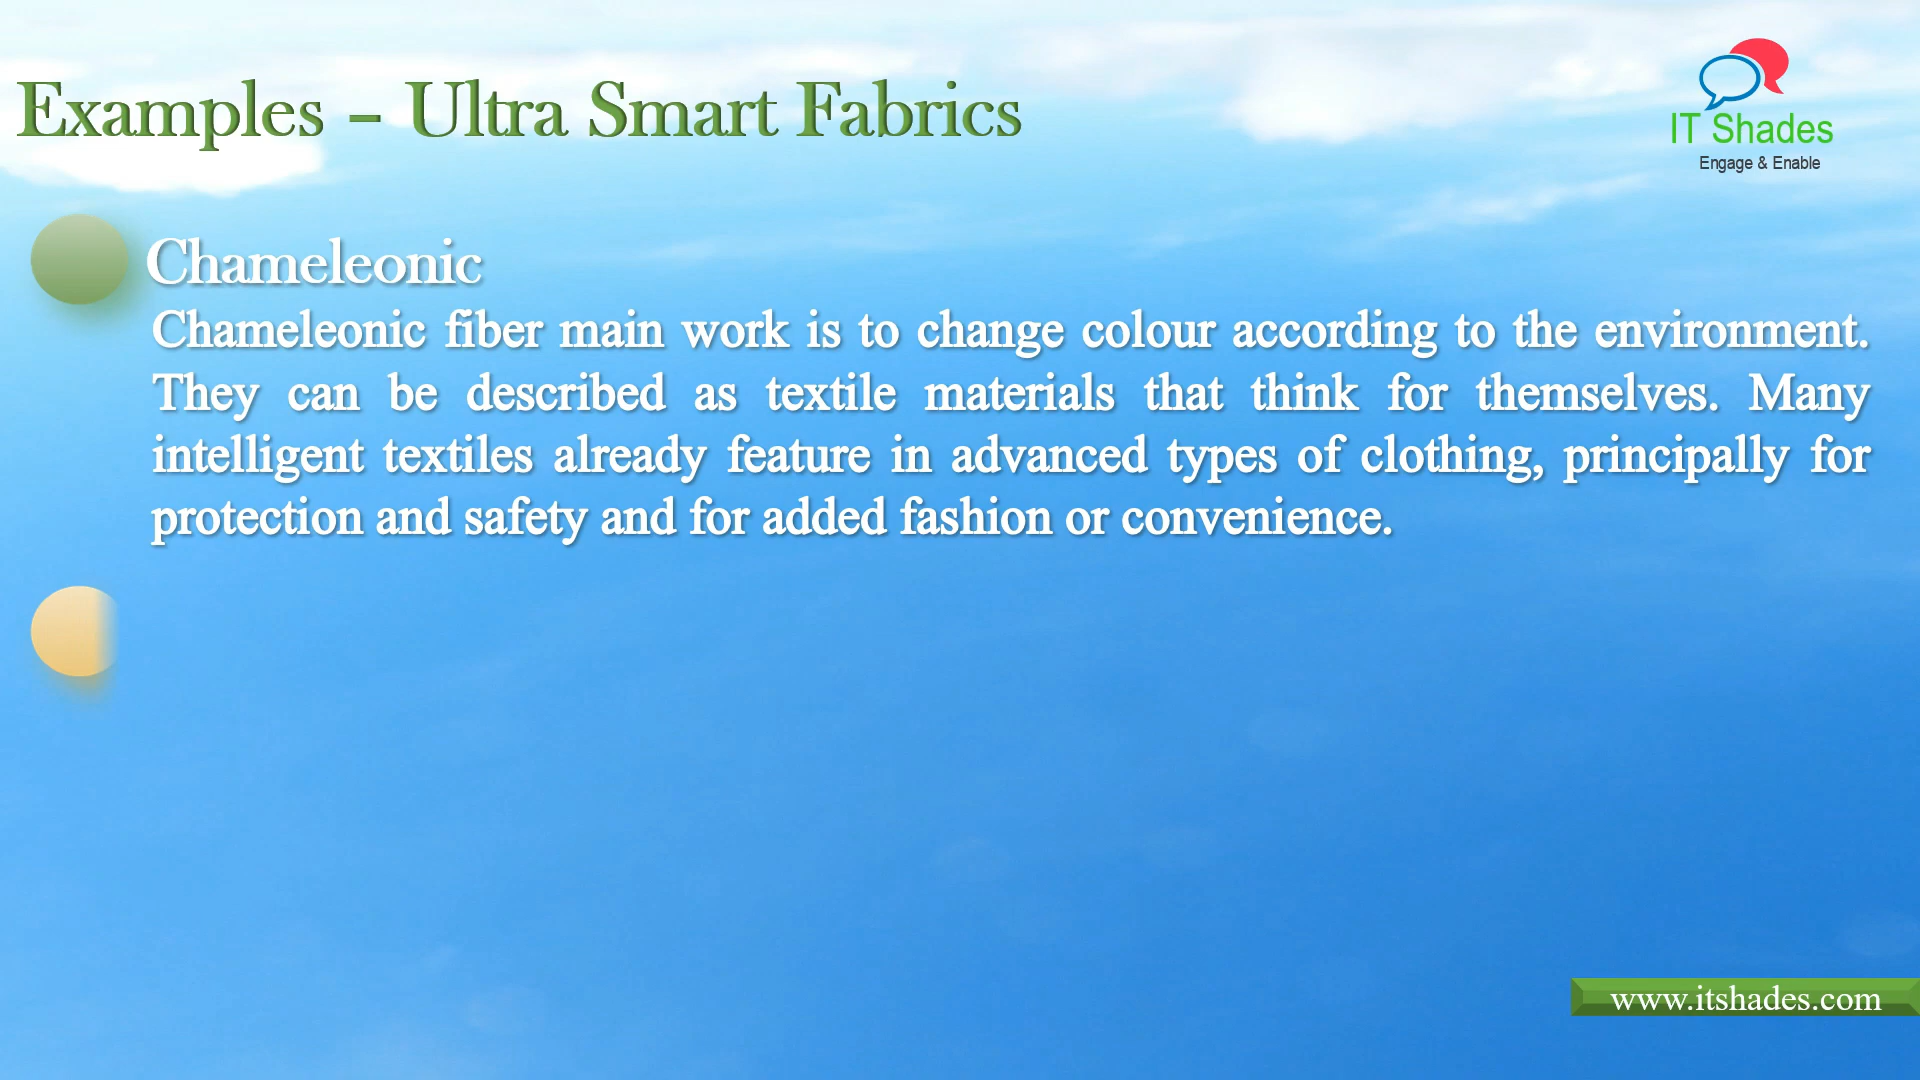 Examples – Ultra Smart Fabrics
IT Shades
Engage & Enable
Chameleonic
Chameleonic fiber main work is to change colour according to the environment.
They can be described as textile materials that think for themselves. Many
intelligent textiles already feature in advanced types of clothing, principally for
protection and safety and for added fashion or convenience.
www.itshades.com